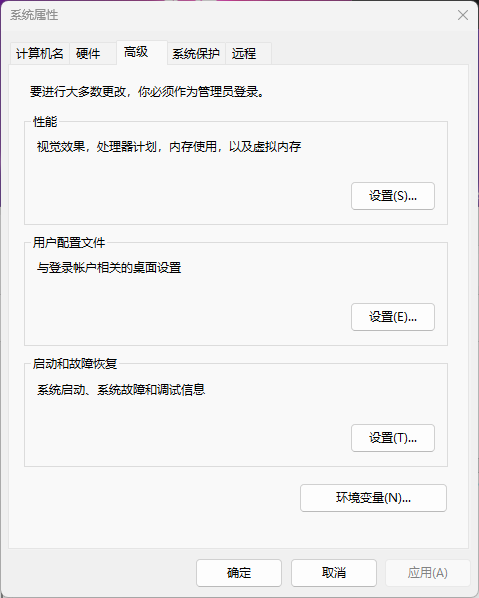 系统属性
计算机名 硬件 高级 系统保护 远程
要进行大多数更改，你必须作为管理员登录。
性能
视觉效果，处理器计划，内存使用，以及虚拟内存
设置(S)...
用户配置文件
与登录帐户相关的桌面设置
设置(E)...
启动和故障恢复
系统启动、系统故障和调试信息
设置(T)...
环境变量(N)...
确定 取消 应用(A)